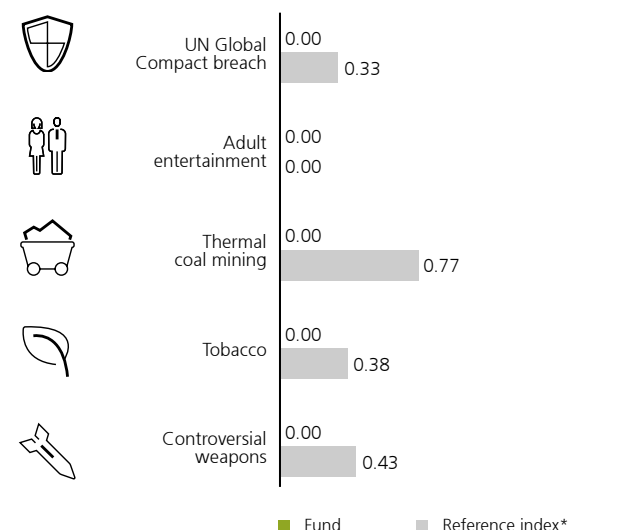 UN Global
Compact breach
0.00
0.33
Adult
entertainment
0.00
0.00
Thermal
coal mining
0.00
0.77
Tobacco
0.00
0.38
Controversial
weapons
0.00
0.43
Fund
Reference index*